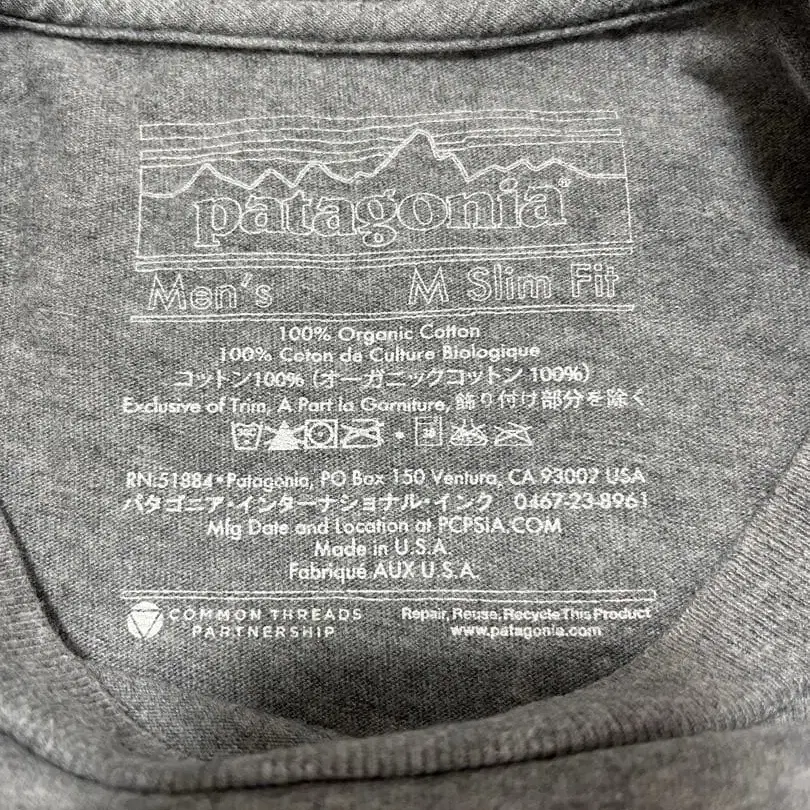 patagonia®
Men's M Slim Fit
100% Organic Cotton
100% Coton de Culture Biologique
コットン100% (オーガニックコットン 100%)
Exclusive of Trim, A Part la Garniture, 飾り付け部分を除く
RN:51884•Patagonia, PO Box 150 Ventura, CA 93002 USA
パタゴニア・インターナショナル・インク 0467-23-8961
Mfg Date and Location at PCPSIA.COM
Made in U.S.A.
Fabriqué AUX U.S.A.
COMMON THREADS Repair, Reuse, Recycle This Product
PARTNERSHIP www.patagonia.com